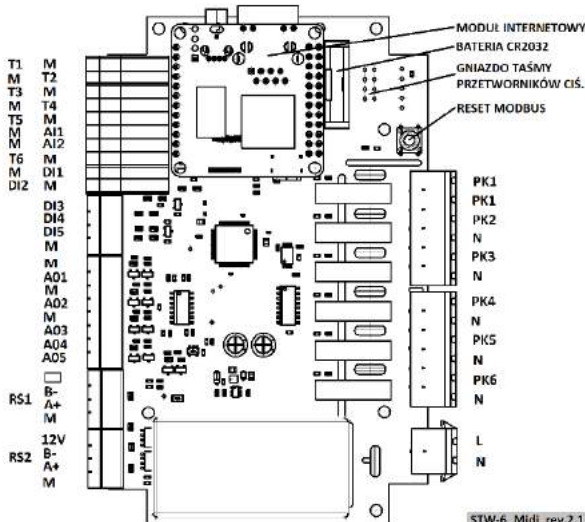 MODUŁ INTERNETOWY
BATERIA CR2032
GNIAZDO TAŚMY
PRZETWORNIKÓW CIŚ.
RESET MODBUS
T1 M
M T2
T3 M
M T4
T5 M
M AI1
M AI2
T6 M
M DI1
DI2 M
DI3
DI4
DI5
M
M
A01
M
A02
M
A03
A04
A05
RS1
B-
A+
M
RS2
12V
B-
A+
M
PK1
PK1
PK2
N
PK3
N
PK4
N
PK5
N
PK6
N
L
N
STW-6 Midi rev 2.1